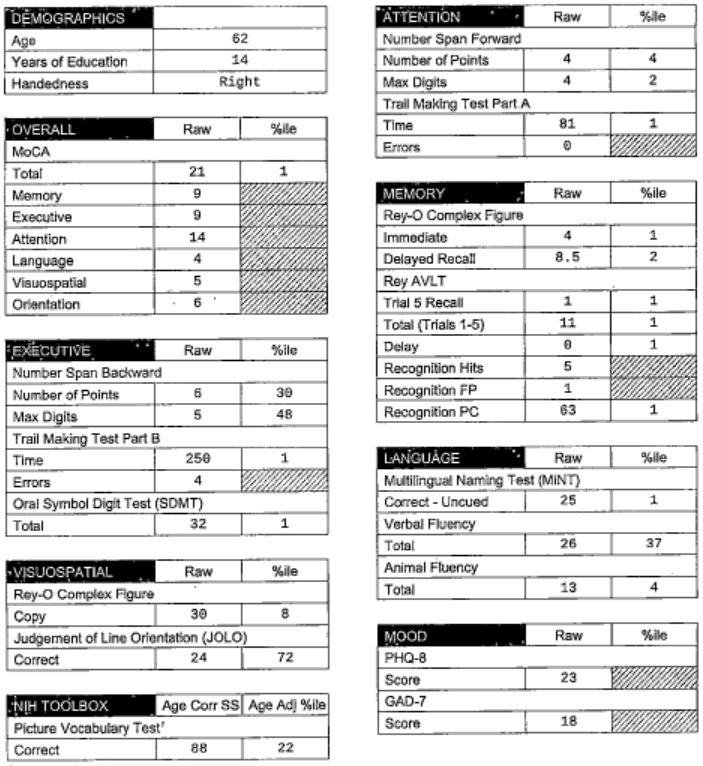 DEMOGRAPHICS
Age 62
Years of Education 14
Handedness Right
OVERALL Raw %ile
MoCA
Total 21 1
Memory 9
Executive 9
Attention 14
Language 4
Visuospatial 5
Orientation 6
EXECUTIVE Raw %ile
Number Span Backward
Number of Points 6 30
Max Digits 5 48
Trail Making Test Part B
Time 250 1
Errors 4
Oral Symbol Digit Test (SDMT)
Total 32 1
VISUOSPATIAL Raw %ile
Rey-O Complex Figure
Copy 30 8
Judgement of Line Orientation (JOLO)
Correct 24 72
NIH TOOLBOX Age Corr SS Age Adj %ile
Picture Vocabulary Test
Correct 88 22
ATTENTION Raw %ile
Number Span Forward
Number of Points 4 4
Max Digits 4 2
Trail Making Test Part A
Time 81 1
Errors 0
MEMORY Raw %ile
Rey-O Complex Figure
Immediate 4 1
Delayed Recall 8.5 2
Rey AVLT
Trial 5 Recall 1 1
Total (Trials 1-5) 11 1
Delay 0 1
Recognition Hits 5
Recognition FP 1
Recognition PC 63 1
LANGUAGE Raw %ile
Multilingual Naming Test (MiNT)
Correct - Uncued 25 1
Verbal Fluency
Total 26 37
Animal Fluency
Total 13 4
MOOD Raw %ile
PHQ-8
Score 23
GAD-7
Score 18